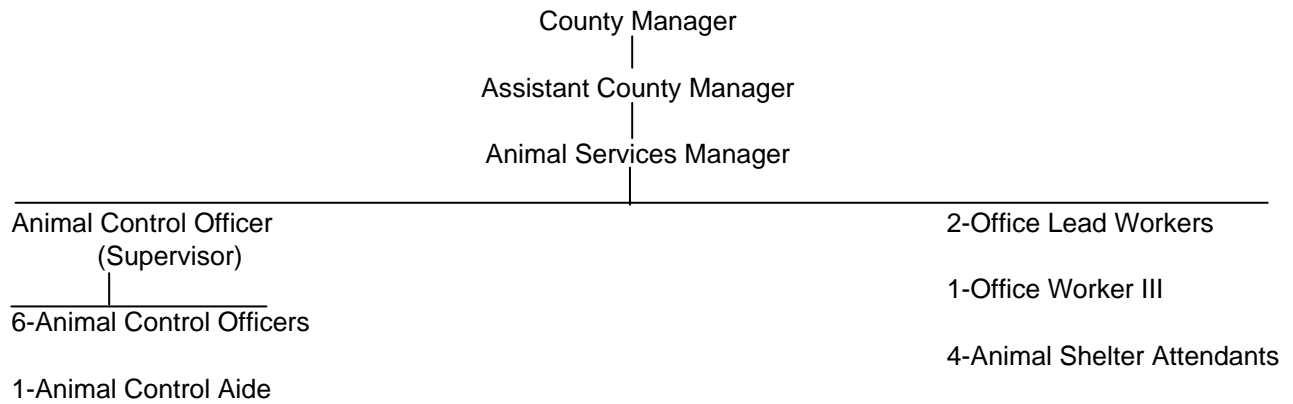 County Manager
Assistant County Manager
Animal Services Manager
Animal Control Officer
(Supervisor)
6-Animal Control Officers
1-Animal Control Aide
2-Office Lead Workers
1-Office Worker III
4-Animal Shelter Attendants